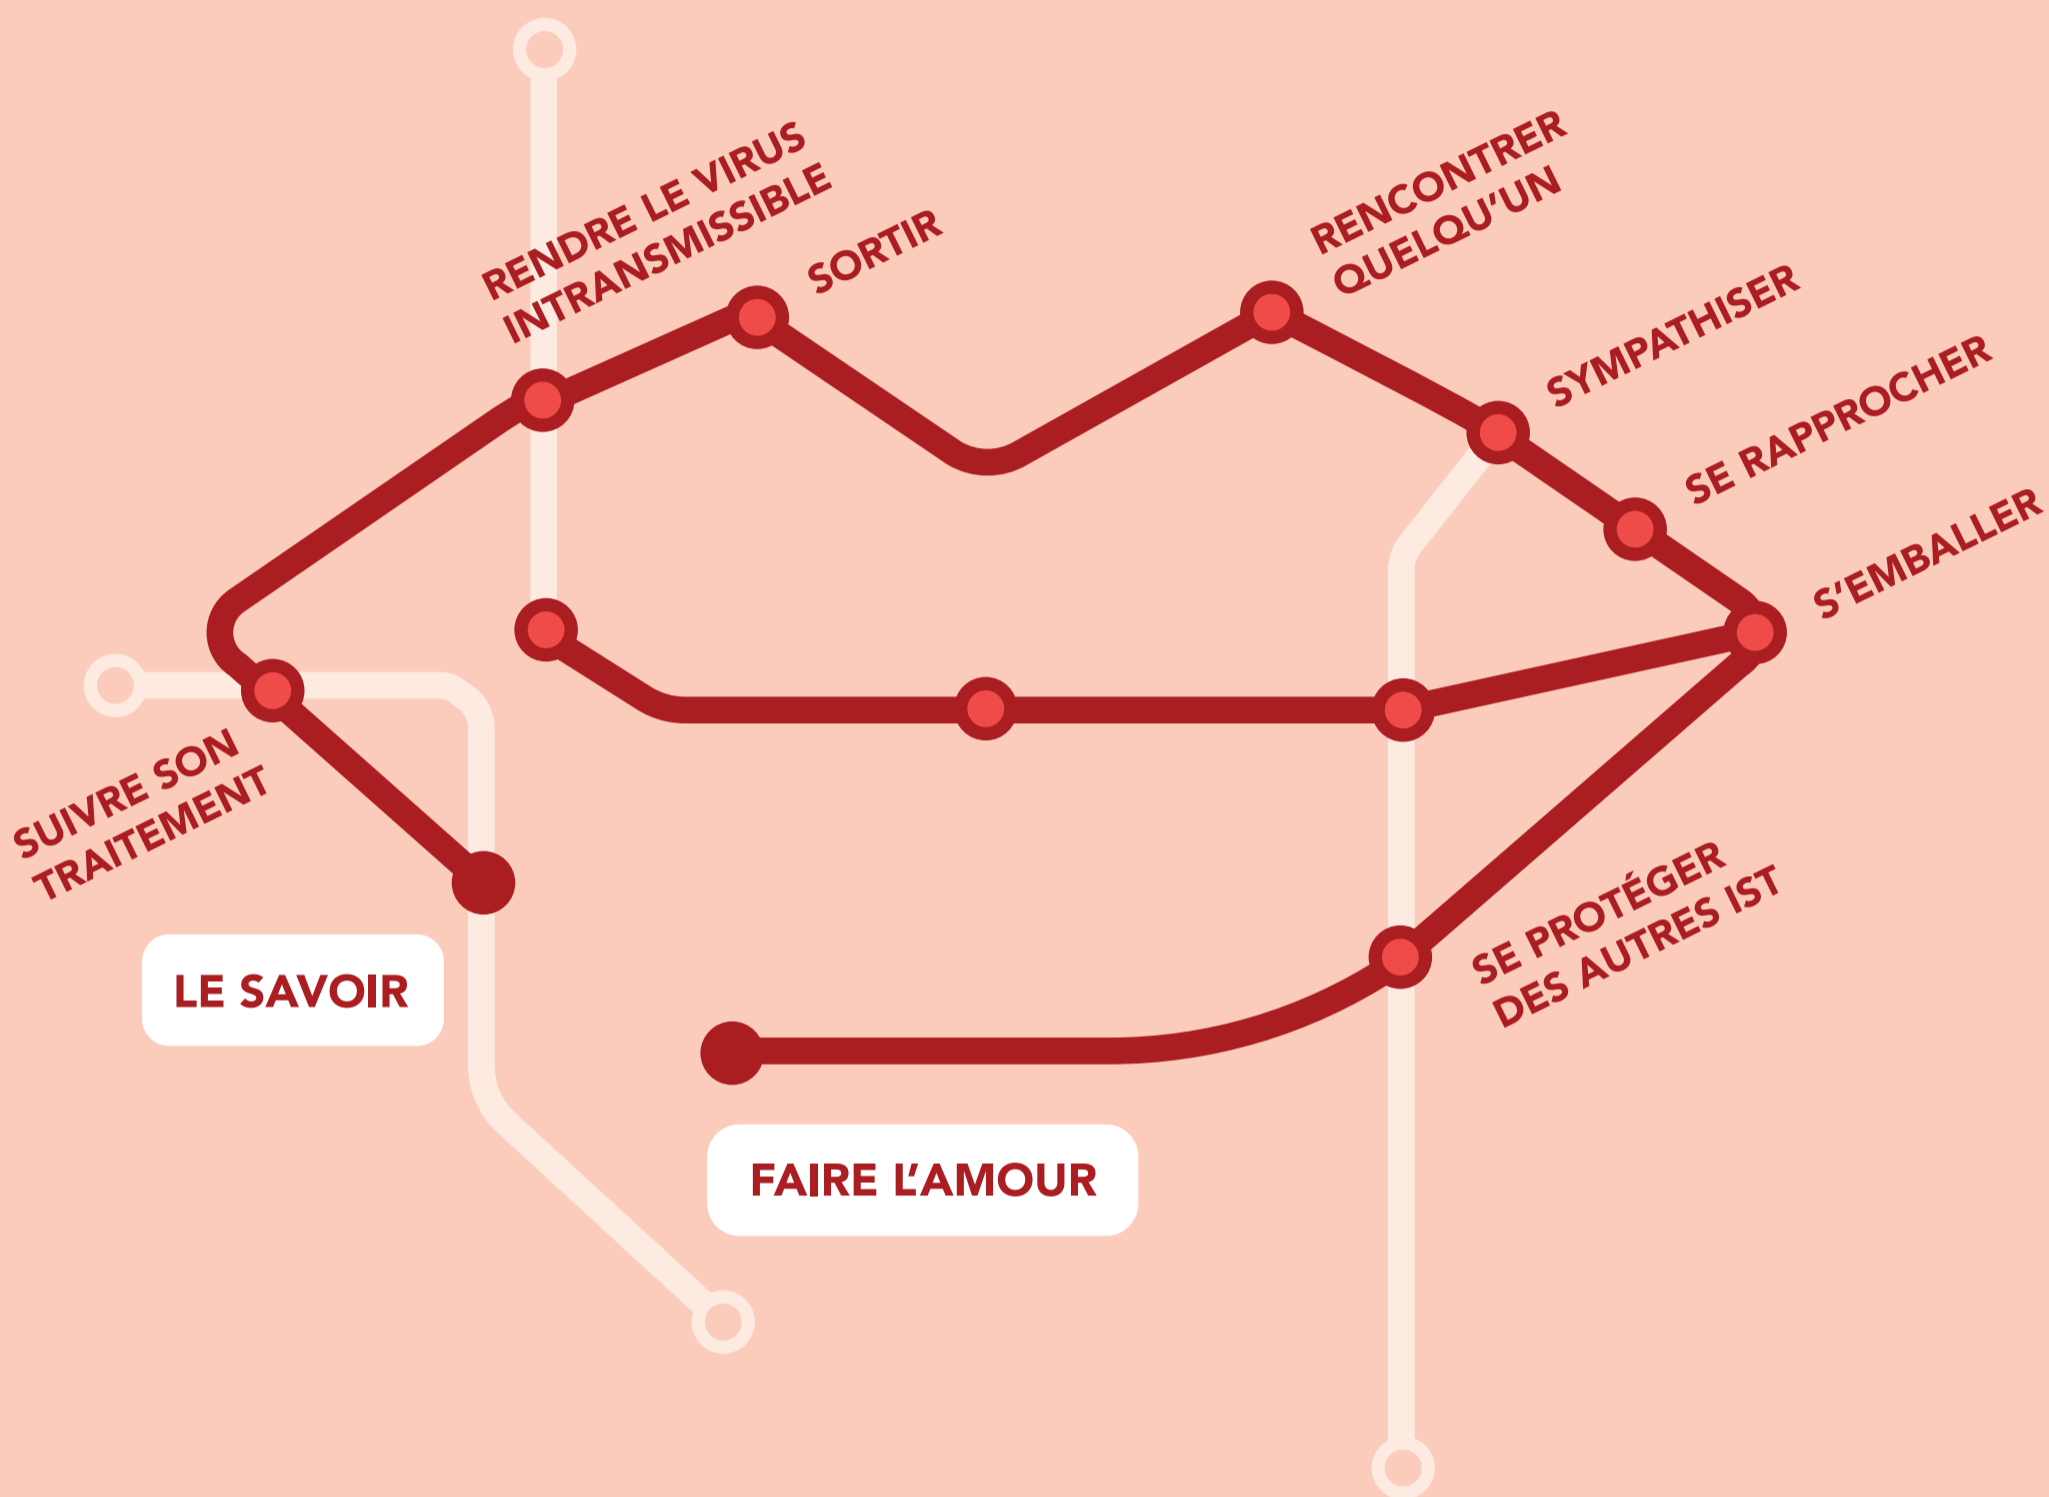 RENDRE LE VIRUS
INTRANSMISSIBLE
SORTIR
RENCONTRER
QUELQU’UN
SYMPATHISER
SE RAPPROCHER
S’EMBALLER
SUIVRE SON
TRAITEMENT
LE SAVOIR
SE PROTÉGER
DES AUTRES IST
FAIRE L’AMOUR